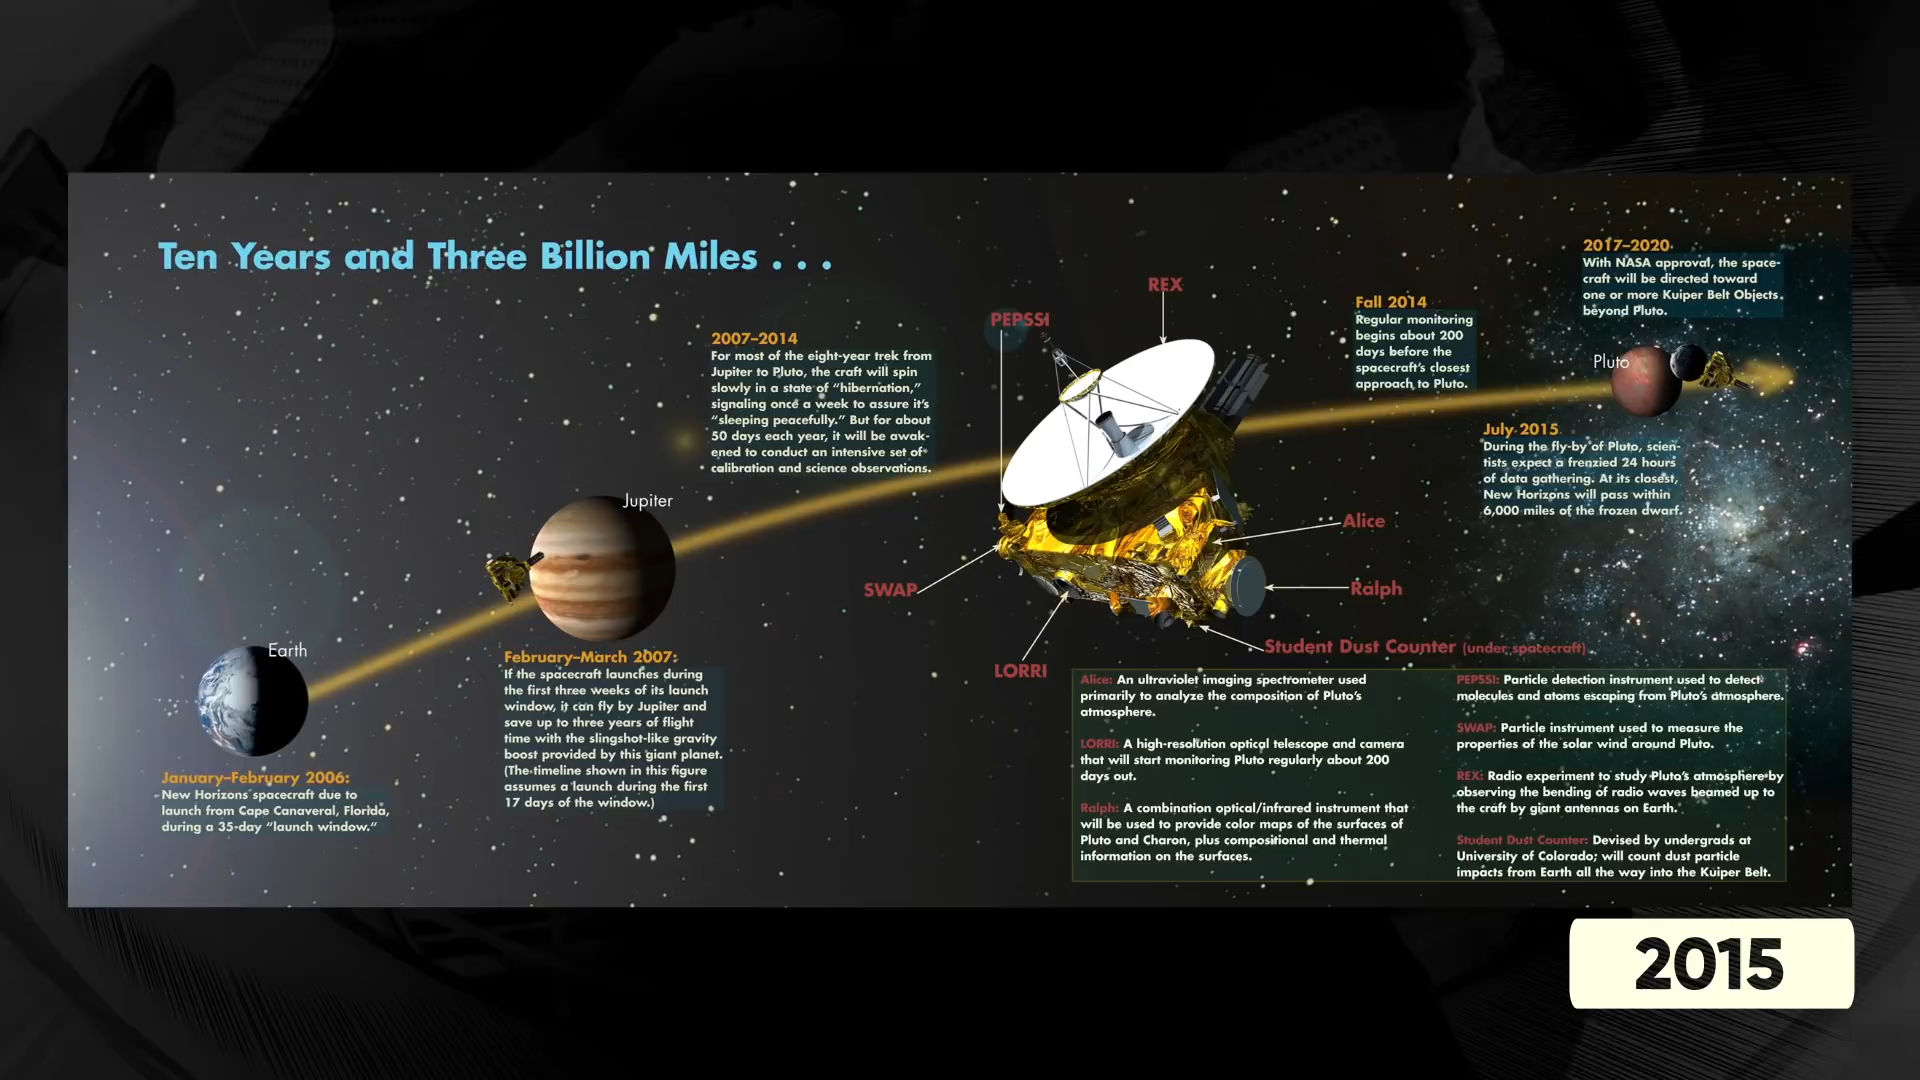 Ten Years and Three Billion Miles . . .
Earth
January–February 2006:
New Horizons spacecraft due to
launch from Cape Canaveral, Florida,
during a 35-day “launch window.“
Jupiter
February–March 2007:
If the spacecraft launches during
the first three weeks of its launch
window, it can fly by Jupiter and
save up to three years of flight
time with the slingshot-like gravity
boost provided by this giant planet.
(The timeline shown in this figure
assumes a launch during the first
17 days of the window.)
2007–2014
For most of the eight-year trek from
Jupiter to Pluto, the craft will spin
slowly in a state of “hibernation,”
signaling once a week to assure it’s
“sleeping peacefully.” But for about
50 days each year, it will be awak-
ened to conduct an intensive set of
calibration and science observations.
PEPSSI
REX
SWAP
LORRI
Alice
Ralph
Student Dust Counter (under spacecraft)
Fall 2014
Regular monitoring
begins about 200
days before the
spacecraft’s closest
approach to Pluto.
2017–2020
With NASA approval, the space-
craft will be directed toward
one or more Kuiper Belt Objects
beyond Pluto.
Pluto
July 2015
During the fly-by of Pluto, scien-
tists expect a frenzied 24 hours
of data gathering. At its closest,
New Horizons will pass within
6,000 miles of the frozen dwarf.
Alice: An ultraviolet imaging spectrometer used
primarily to analyze the composition of Pluto’s
atmosphere.
LORRI: A high-resolution optical telescope and camera
that will start monitoring Pluto regularly about 200
days out.
Ralph: A combination optical/infrared instrument that
will be used to provide color maps of the surfaces of
Pluto and Charon, plus compositional and thermal
information on the surfaces.
PEPSSI: Particle detection instrument used to detect
molecules and atoms escaping from Pluto’s atmosphere.
SWAP: Particle instrument used to measure the
properties of the solar wind around Pluto.
REX: Radio experiment to study Pluto’s atmosphere by
observing the bending of radio waves beamed up to
the craft by giant antennas on Earth.
Student Dust Counter: Devised by undergrads at
University of Colorado; will count dust particle
impacts from Earth all the way into the Kuiper Belt.
2015